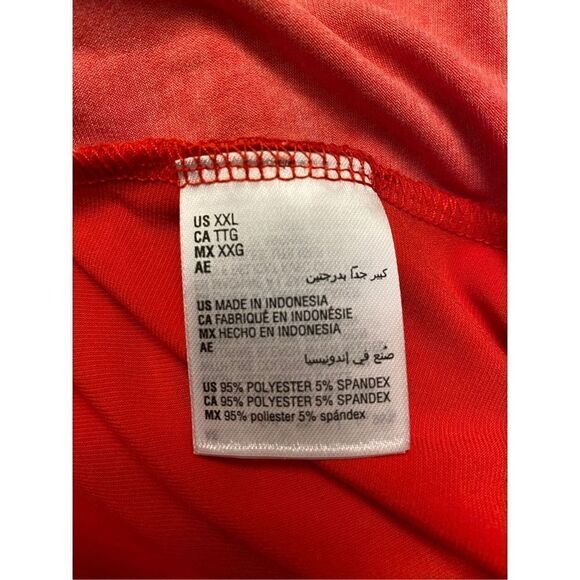 US XXL
CA TTG
MX XXG
AE
كبير جدًا بدرجتين
US MADE IN INDONESIA
CA FABRIQUÉ EN INDONÉSIE
MX HECHO EN INDONESIA
AE
صُنع في إندونيسيا
US 95% POLYESTER 5% SPANDEX
CA 95% POLYESTER 5% SPANDEX
MX 95% poliester 5% spándex